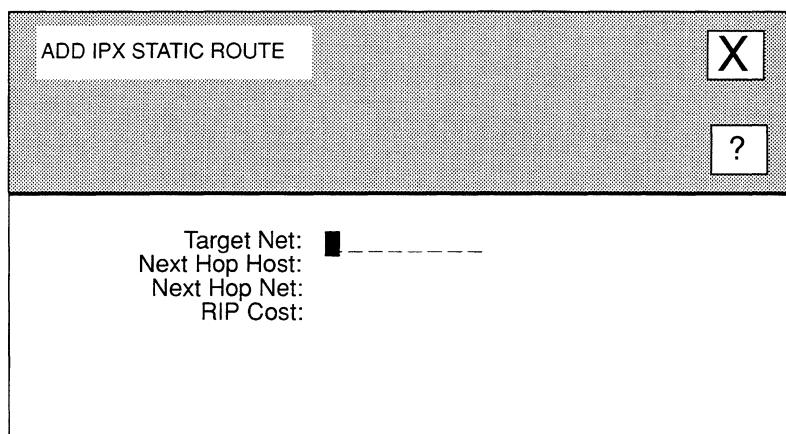 ADD IPX STATIC ROUTE
X
?
Target Net:
Next Hop Host:
Next Hop Net:
RIP Cost: